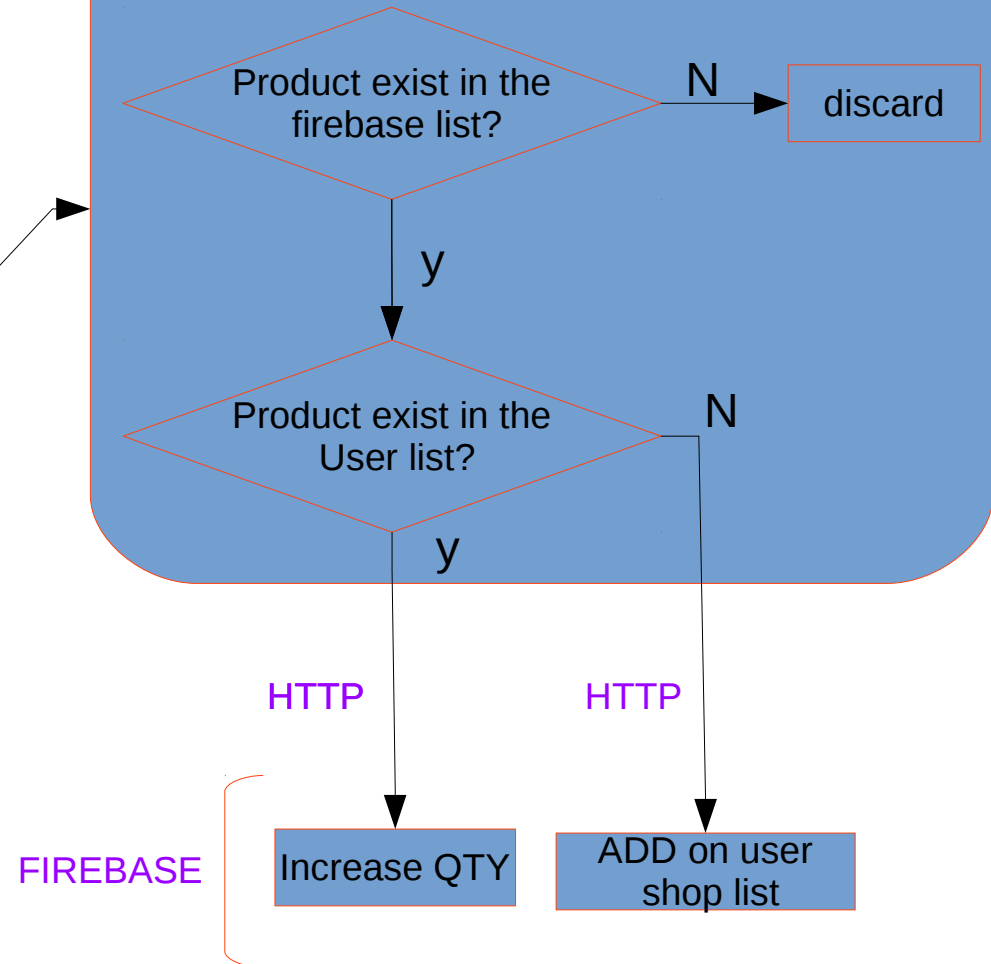 Product exist in the
firebase list?
N
discard
y
Product exist in the
User list?
N
y
HTTP
HTTP
FIREBASE
Increase QTY
ADD on user
shop list